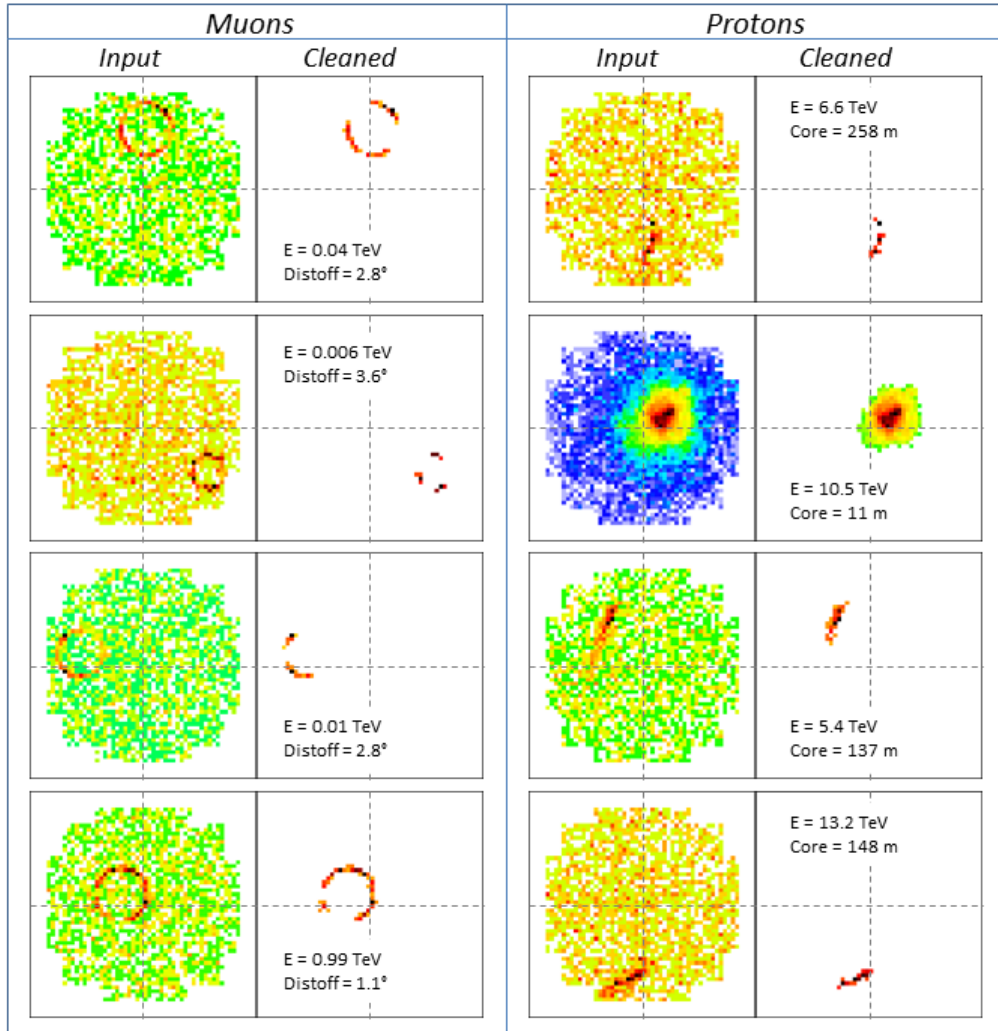 Muons
Protons
Input
Cleaned
Input
Cleaned
E = 0.04 TeV
Distoff = 2.8°
E = 6.6 TeV
Core = 258 m
E = 0.006 TeV
Distoff = 3.6°
E = 10.5 TeV
Core = 11 m
E = 0.01 TeV
Distoff = 2.8°
E = 5.4 TeV
Core = 137 m
E = 0.99 TeV
Distoff = 1.1°
E = 13.2 TeV
Core = 148 m